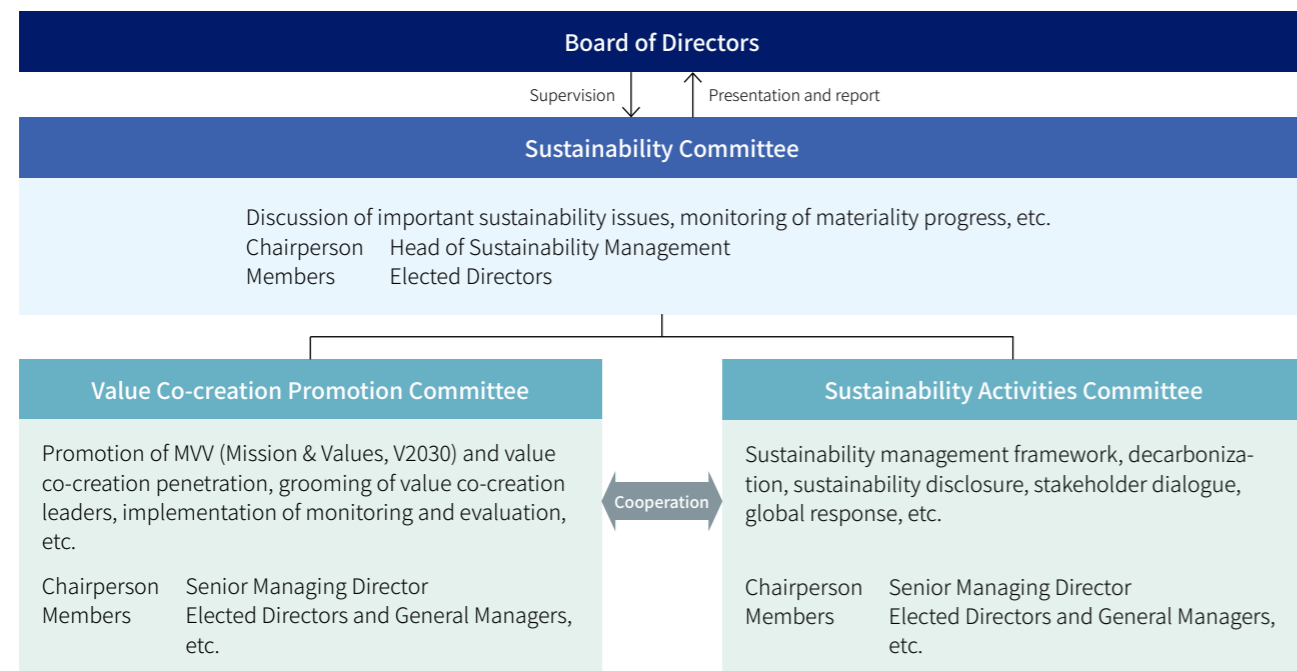 Board of Directors
Supervision
Presentation and report
Sustainability Committee
Discussion of important sustainability issues, monitoring of materiality progress, etc.
Chairperson Head of Sustainability Management
Members Elected Directors
Value Co-creation Promotion Committee
Promotion of MVV (Mission & Values, V2030) and value
co-creation penetration, grooming of value co-creation
leaders, implementation of monitoring and evaluation,
etc.
Chairperson Senior Managing Director
Members Elected Directors and General Managers,
etc.
Cooperation
Sustainability Activities Committee
Sustainability management framework, decarboniza-
tion, sustainability disclosure, stakeholder dialogue,
global response, etc.
Chairperson Senior Managing Director
Members Elected Directors and General Managers,
etc.